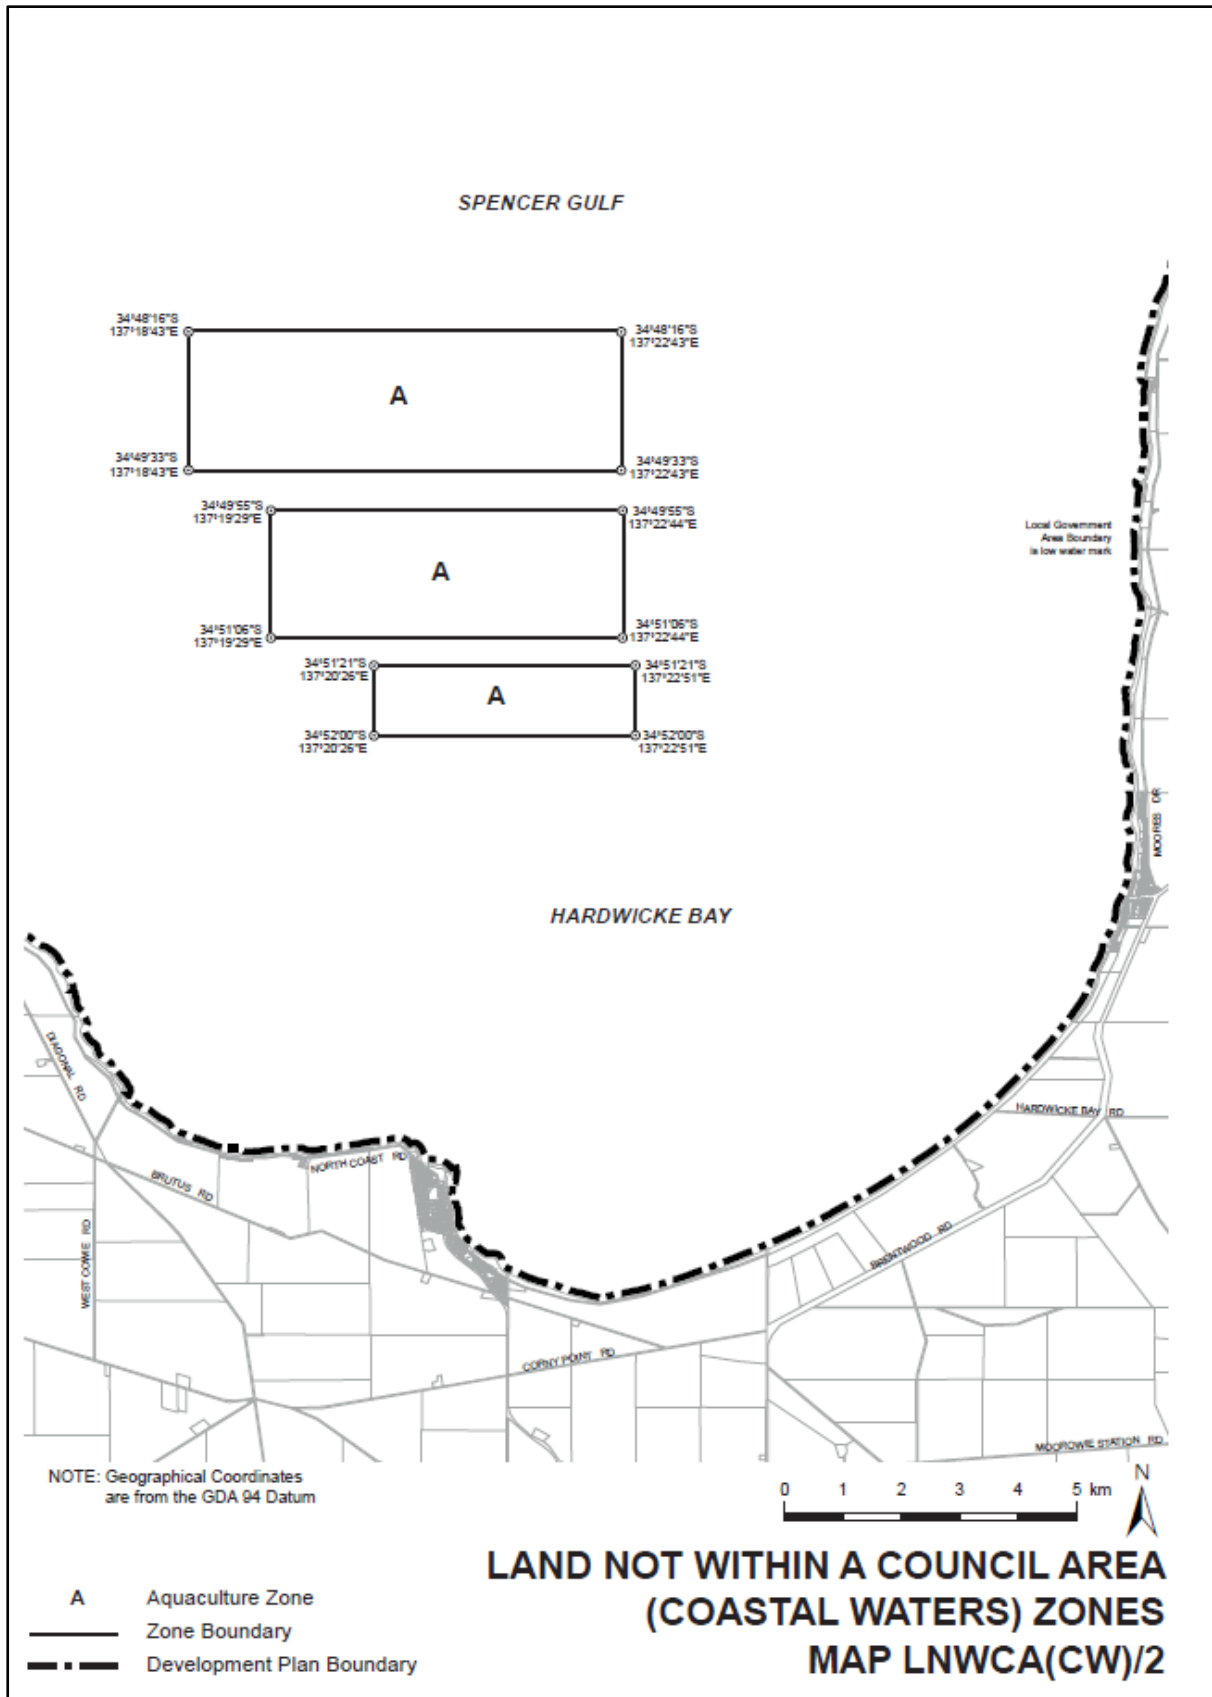 SPENCER GULF
34°48'16"S
137°18'43"E
34°48'16"S
137°22'43"E
A
34°49'33"S
137°18'43"E
34°49'33"S
137°22'43"E
34°49'55"S
137°19'29"E
34°49'55"S
137°22'44"E
Local Government
Area Boundary
is low water mark
A
34°51'06"S
137°19'29"E
34°51'06"S
137°22'44"E
34°51'21"S
137°20'26"E
34°51'21"S
137°22'51"E
A
34°52'00"S
137°20'26"E
34°52'00"S
137°22'51"E
MOORES DR
HARDWICKE BAY
DIAGONAL RD
HARDWICKE BAY RD
NORTH COAST RD
BRUTUS RD
WEST COWIE RD
BRENTWOOD RD
CORNY POINT RD
MOOROWIE STATION RD
NOTE: Geographical Coordinates
are from the GDA 94 Datum
0 1 2 3 4 5 km
N
LAND NOT WITHIN A COUNCIL AREA
(COASTAL WATERS) ZONES
MAP LNWCA(CW)/2
A Aquaculture Zone
Zone Boundary
Development Plan Boundary